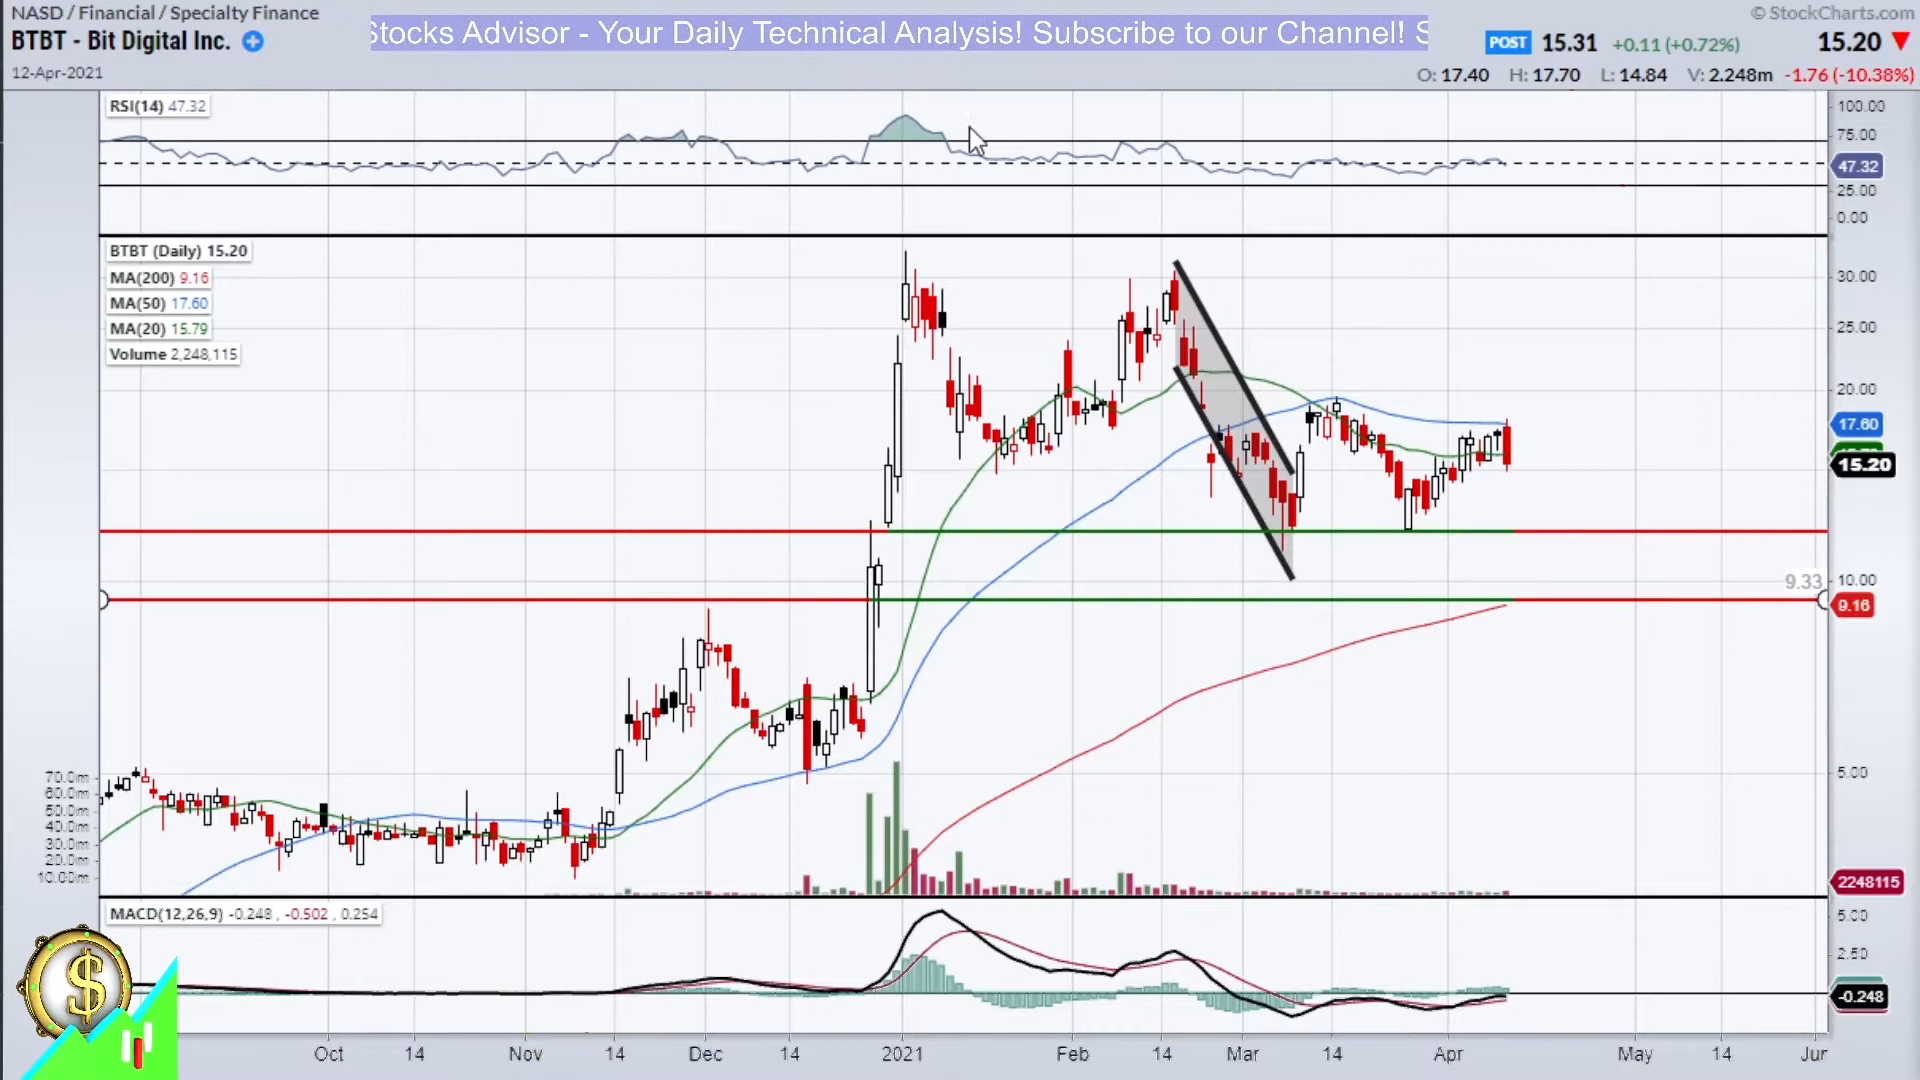 NASD / Financial / Specialty Finance
© StockCharts.com
BTBT - Bit Digital Inc.
Stocks Advisor - Your Daily Technical Analysis! Subscribe to our Channel! S
POST 15.31 +0.11 (+0.72%) 15.20
12-Apr-2021
O: 17.40 H: 17.70 L: 14.84 V: 2.248m -1.76 (-10.38%)
RSI(14) 47.32
100.00
75.00
47.32
25.00
0.00
BTBT (Daily) 15.20
MA(200) 9.16
MA(50) 17.60
MA(20) 15.79
Volume 2,248,115
30.00
25.00
20.00
17.60
15.20
9.33
10.00
9.16
5.00
70.0m
60.0m
50.0m
40.0m
30.0m
20.0m
10.00m
2248115
MACD(12,26,9) -0.248, -0.502, 0.254
5.00
2.50
-0.248
$
Oct 14 Nov 14 Dec 14 2021 Feb 14 Mar 14 Apr May 14 Jur